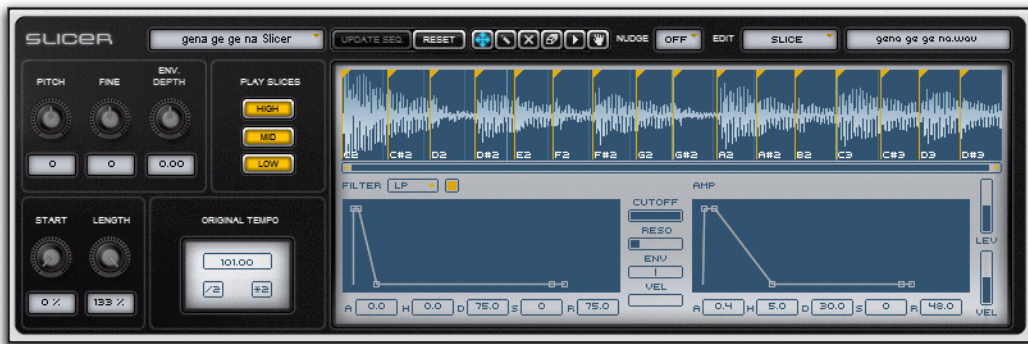 SLICER
gena ge ge na Slicer
UPDATE SEQ.
RESET
NUDGE
OFF
EDIT
SLICE
gena ge ge na.wav
PITCH
FINE
ENV. DEPTH
0
0
0.00
PLAY SLICES
HIGH
MID
LOW
C2 C#2 D2 D#2 E2 F2 F#2 G2 G#2 A2 A#2 B2 C3 C#3 D3 D#3
START
LENGTH
0 %
133 %
ORIGINAL TEMPO
101.00
/2
*2
FILTER
LP
A 0.0 H 0.0 D 75.0 S 0 R 75.0
CUTOFF
RESO
ENV
VEL
AMP
A 0.4 H 5.0 D 30.0 S 0 R 48.0
LEV
VEL